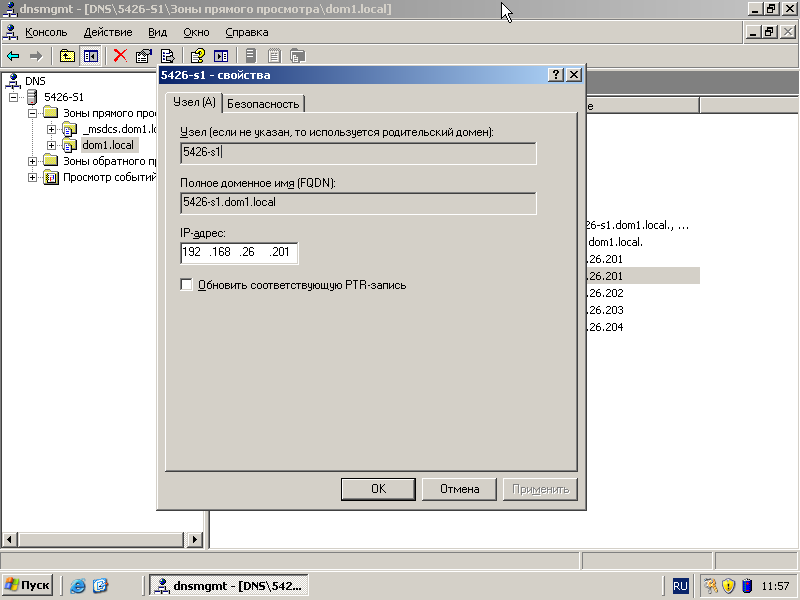 dnsmgmt - [DNS\5426-S1\Зоны прямого просмотра\dom1.local]
Консоль Действие Вид Окно Справка
DNS
5426-S1
Зоны прямого про
_msdcs.dom1.lo
dom1.local
Зоны обратного п
Просмотр событий
5426-s1 - свойства
Узел (A) Безопасность
Узел (если не указан, то используется родительский домен):
5426-s1
Полное доменное имя (FQDN):
5426-s1.dom1.local
IP-адрес:
192 .168 .26 .201
Обновить соответствующую PTR-запись
OK Отмена Применить
е
26-s1.dom1.local., ...
dom1.local.
.26.201
.26.201
.26.202
.26.203
.26.204
Пуск dnsmgmt - [DNS\542... RU 11:57